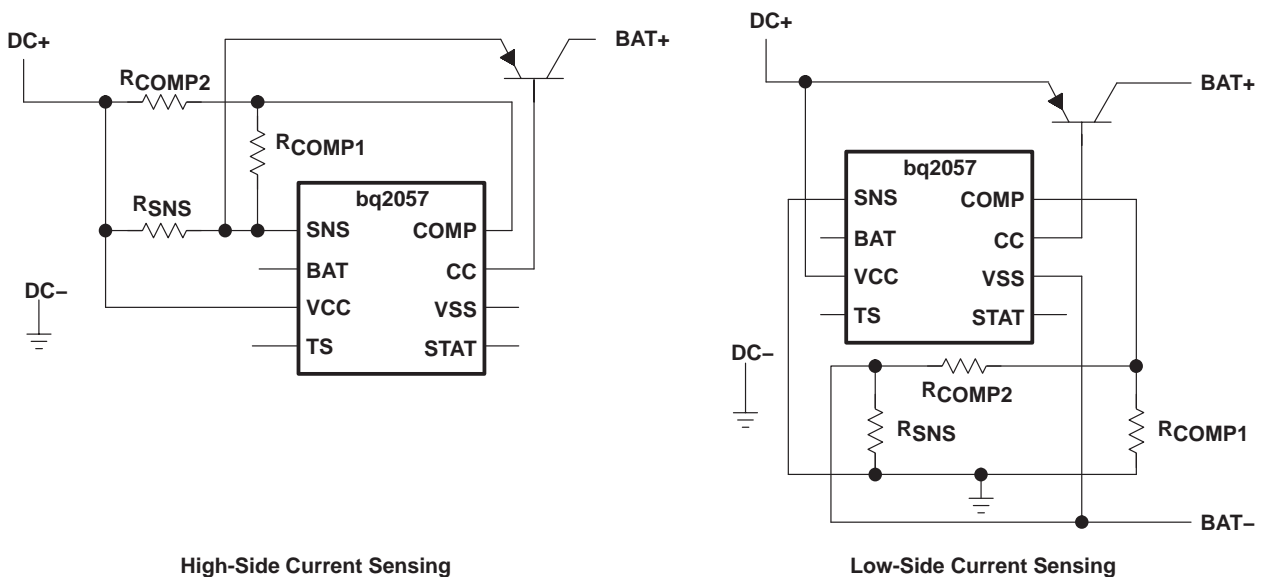 DC+
BAT+
RCOMP2
RCOMP1
RSNS
bq2057
SNS
COMP
BAT
CC
VCC
VSS
TS
STAT
DC–
High-Side Current Sensing
DC+
BAT+
bq2057
SNS
COMP
BAT
CC
VCC
VSS
TS
STAT
DC–
RCOMP2
RSNS
RCOMP1
BAT–
Low-Side Current Sensing